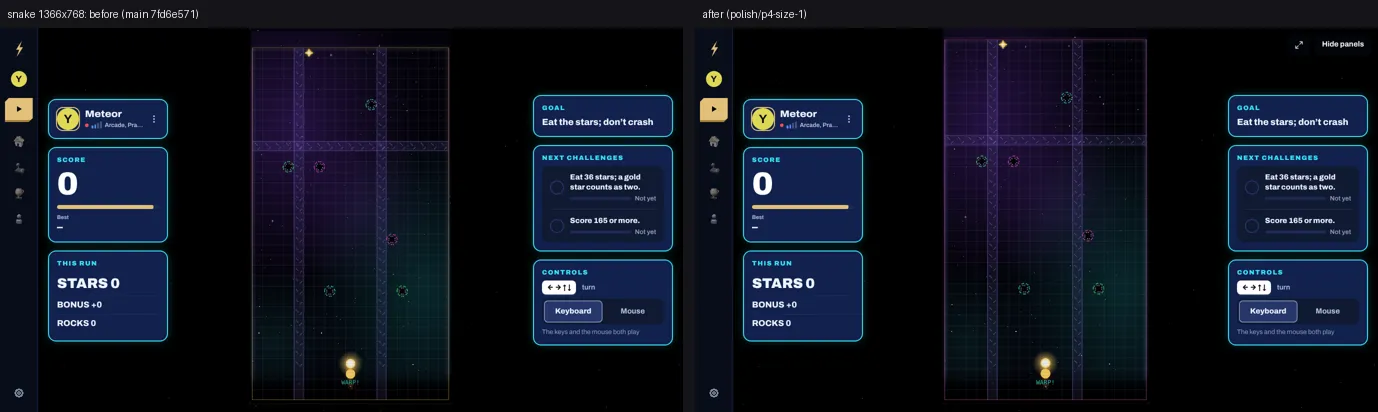 snake 1366x768: before (main 7fd6e571)
Y
Y
Meteor
Arcade, Pra...
SCORE
0
Best
–
THIS RUN
STARS 0
BONUS +0
ROCKS 0
WARP!
GOAL
Eat the stars; don't crash
NEXT CHALLENGES
Eat 36 stars; a gold
star counts as two.
Not yet
Score 165 or more.
Not yet
CONTROLS
←→↑↓ turn
Keyboard Mouse
The keys and the mouse both play
after (polish/p4-size-1)
Y
Hide panels
Y
Meteor
Arcade, Pra...
SCORE
0
Best
–
THIS RUN
STARS 0
BONUS +0
ROCKS 0
WARP!
GOAL
Eat the stars; don't crash
NEXT CHALLENGES
Eat 36 stars; a gold
star counts as two.
Not yet
Score 165 or more.
Not yet
CONTROLS
←→↑↓ turn
Keyboard Mouse
The keys and the mouse both play